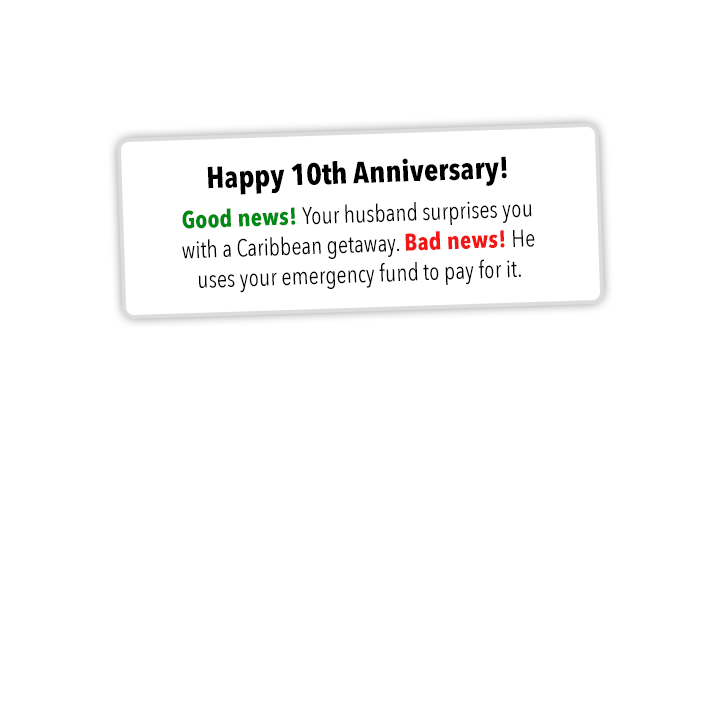 Happy 10th Anniversary!
Good news! Your husband surprises you
with a Caribbean getaway. Bad news! He
uses your emergency fund to pay for it.